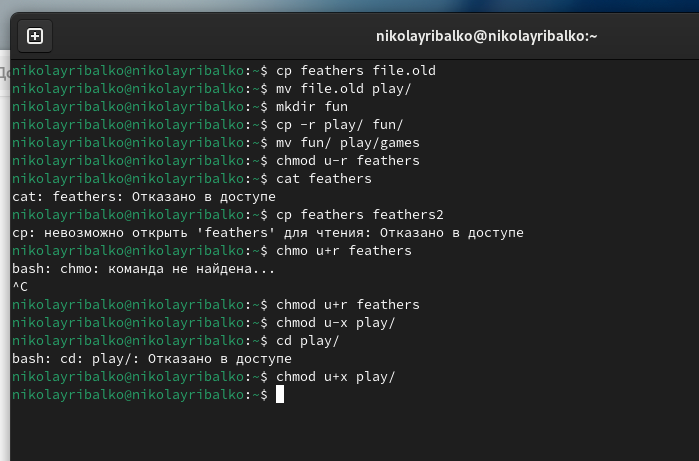 nikolayribalko@nikolayribalko:~
nikolayribalko@nikolayribalko:~$ cp feathers file.old
nikolayribalko@nikolayribalko:~$ mv file.old play/
nikolayribalko@nikolayribalko:~$ mkdir fun
nikolayribalko@nikolayribalko:~$ cp -r play/ fun/
nikolayribalko@nikolayribalko:~$ mv fun/ play/games
nikolayribalko@nikolayribalko:~$ chmod u-r feathers
nikolayribalko@nikolayribalko:~$ cat feathers
cat: feathers: Отказано в доступе
nikolayribalko@nikolayribalko:~$ cp feathers feathers2
cp: невозможно открыть 'feathers' для чтения: Отказано в доступе
nikolayribalko@nikolayribalko:~$ chmo u+r feathers
bash: chmo: команда не найдена...
^C
nikolayribalko@nikolayribalko:~$ chmod u+r feathers
nikolayribalko@nikolayribalko:~$ chmod u-x play/
nikolayribalko@nikolayribalko:~$ cd play/
bash: cd: play/: Отказано в доступе
nikolayribalko@nikolayribalko:~$ chmod u+x play/
nikolayribalko@nikolayribalko:~$